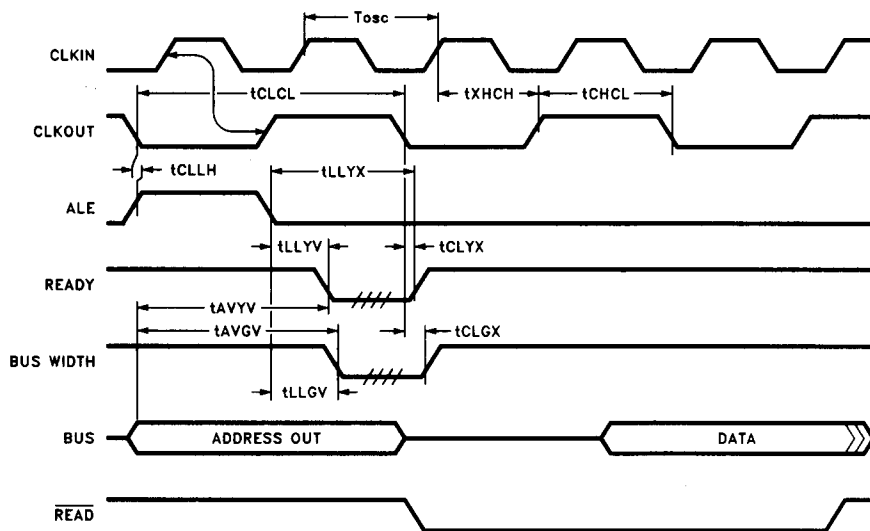 Tosc
CLKIN
tCLCL
tXHCH
tCHCL
CLKOUT
tCLLH
tLLYX
ALE
tLLYV
tCLYX
READY
tAVYV
tAVGV
tCLGX
BUS WIDTH
tLLGV
BUS
ADDRESS OUT
DATA
READ